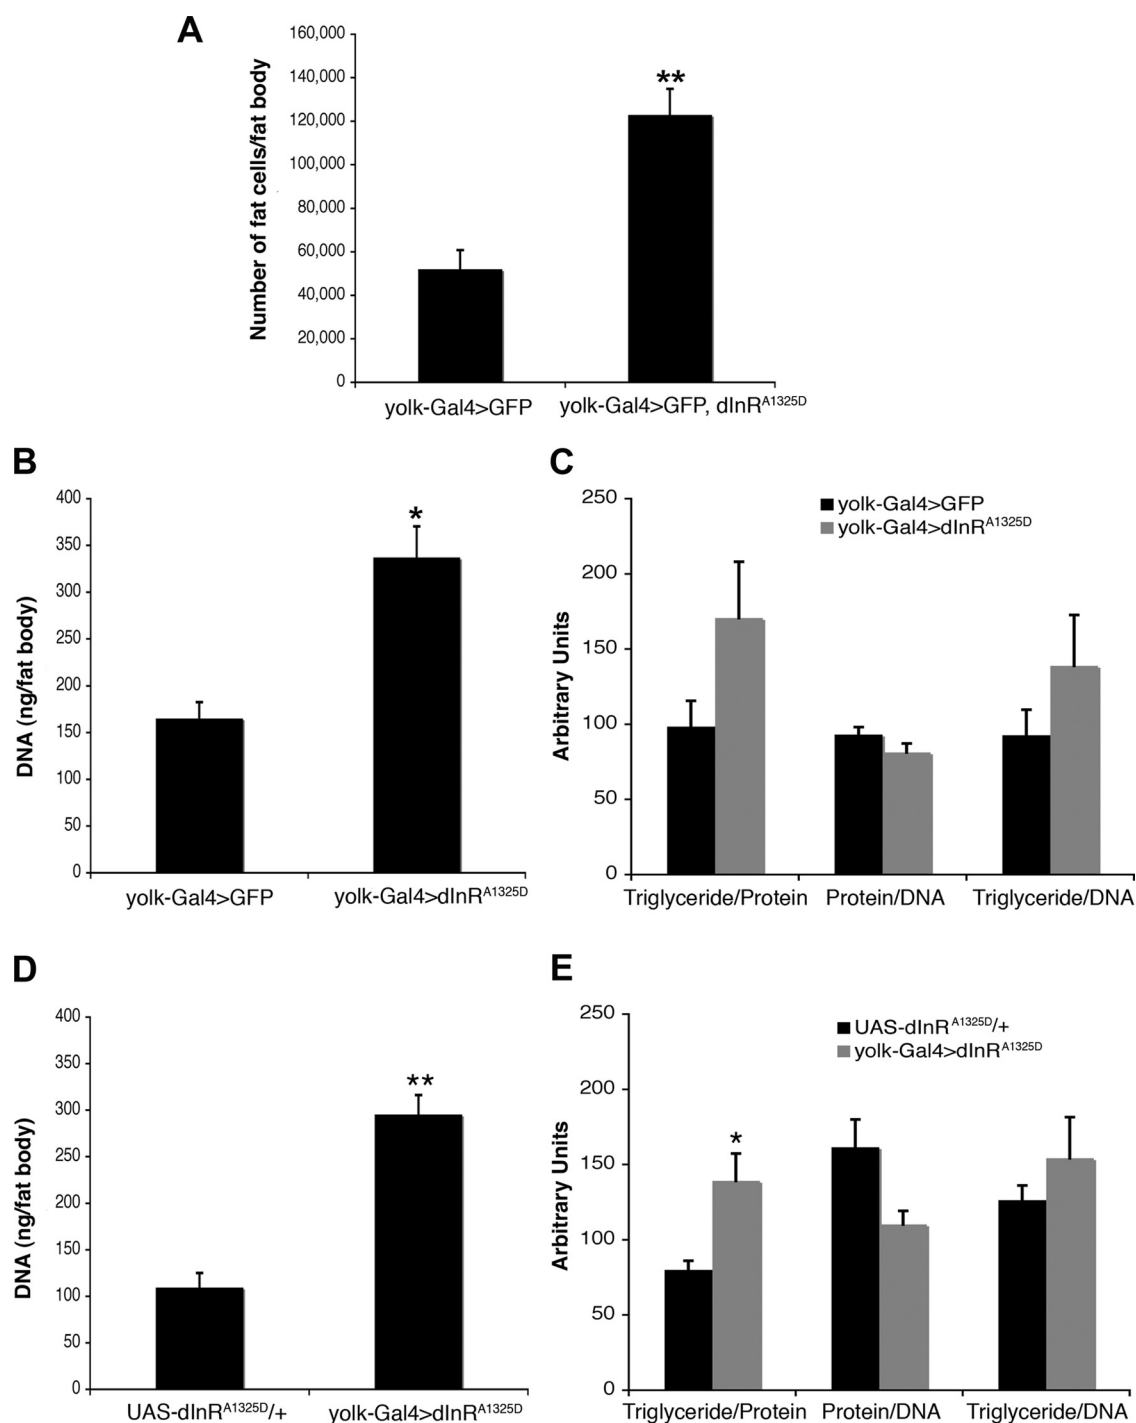 A
Number of fat cells/fat body
160,000
140,000
120,000
100,000
80,000
60,000
40,000
20,000
0
**
yolk-Gal4>GFP
yolk-Gal4>GFP, dInR^A1325D
B
DNA (ng/fat body)
400
350
300
250
200
150
100
50
0
*
yolk-Gal4>GFP
yolk-Gal4>dInR^A1325D
C
Arbitrary Units
250
200
150
100
50
0
yolk-Gal4>GFP
yolk-Gal4>dInR^A1325D
Triglyceride/Protein
Protein/DNA
Triglyceride/DNA
D
DNA (ng/fat body)
400
350
300
250
200
150
100
50
0
**
UAS-dInR^A1325D/+
yolk-Gal4>dInR^A1325D
E
Arbitrary Units
250
200
150
100
50
0
UAS-dInR^A1325D/+
yolk-Gal4>dInR^A1325D
*
Triglyceride/Protein
Protein/DNA
Triglyceride/DNA